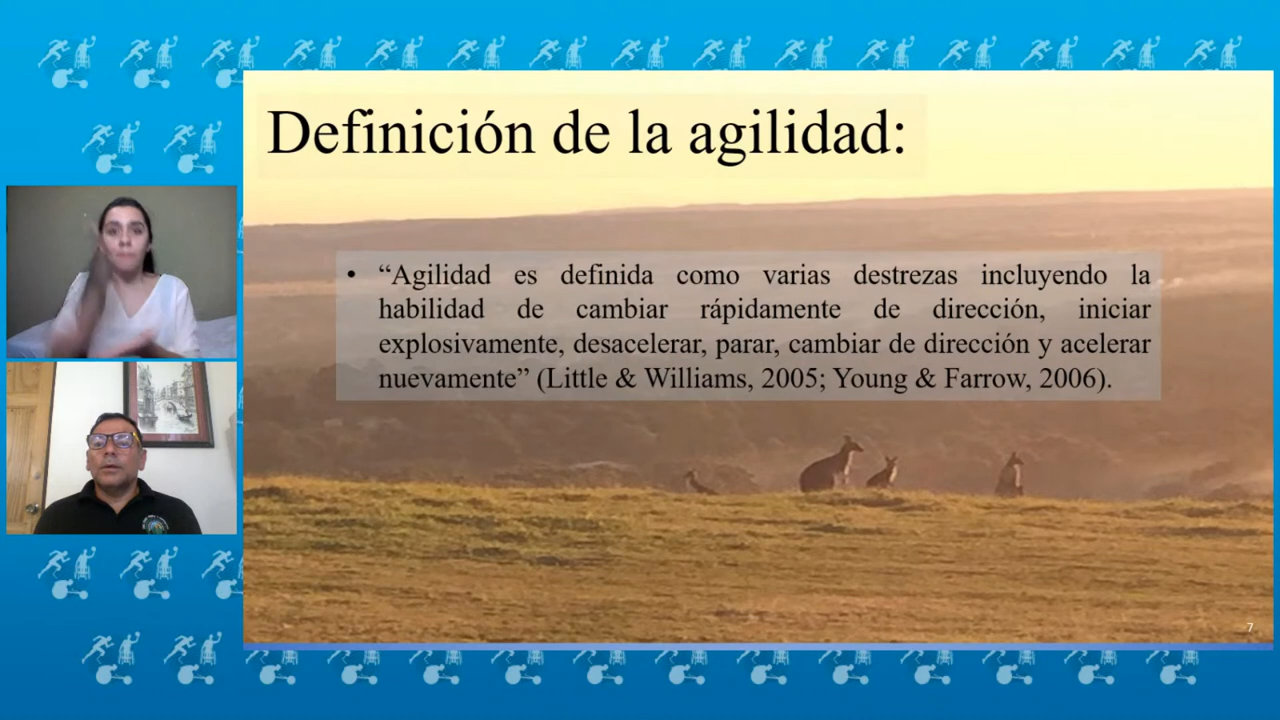 Definición de la agilidad:
• “Agilidad es definida como varias destrezas incluyendo la
habilidad de cambiar rápidamente de dirección, iniciar
explosivamente, desacelerar, parar, cambiar de dirección y acelerar
nuevamente” (Little & Williams, 2005; Young & Farrow, 2006).
7